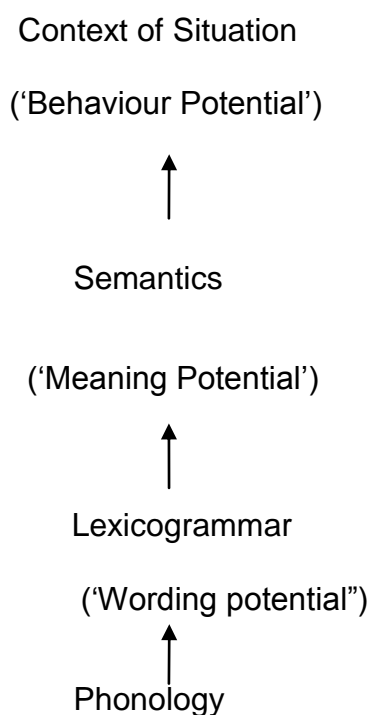 Context of Situation
(‘Behaviour Potential’)
Semantics
(‘Meaning Potential’)
Lexicogrammar
(‘Wording potential”)
Phonology